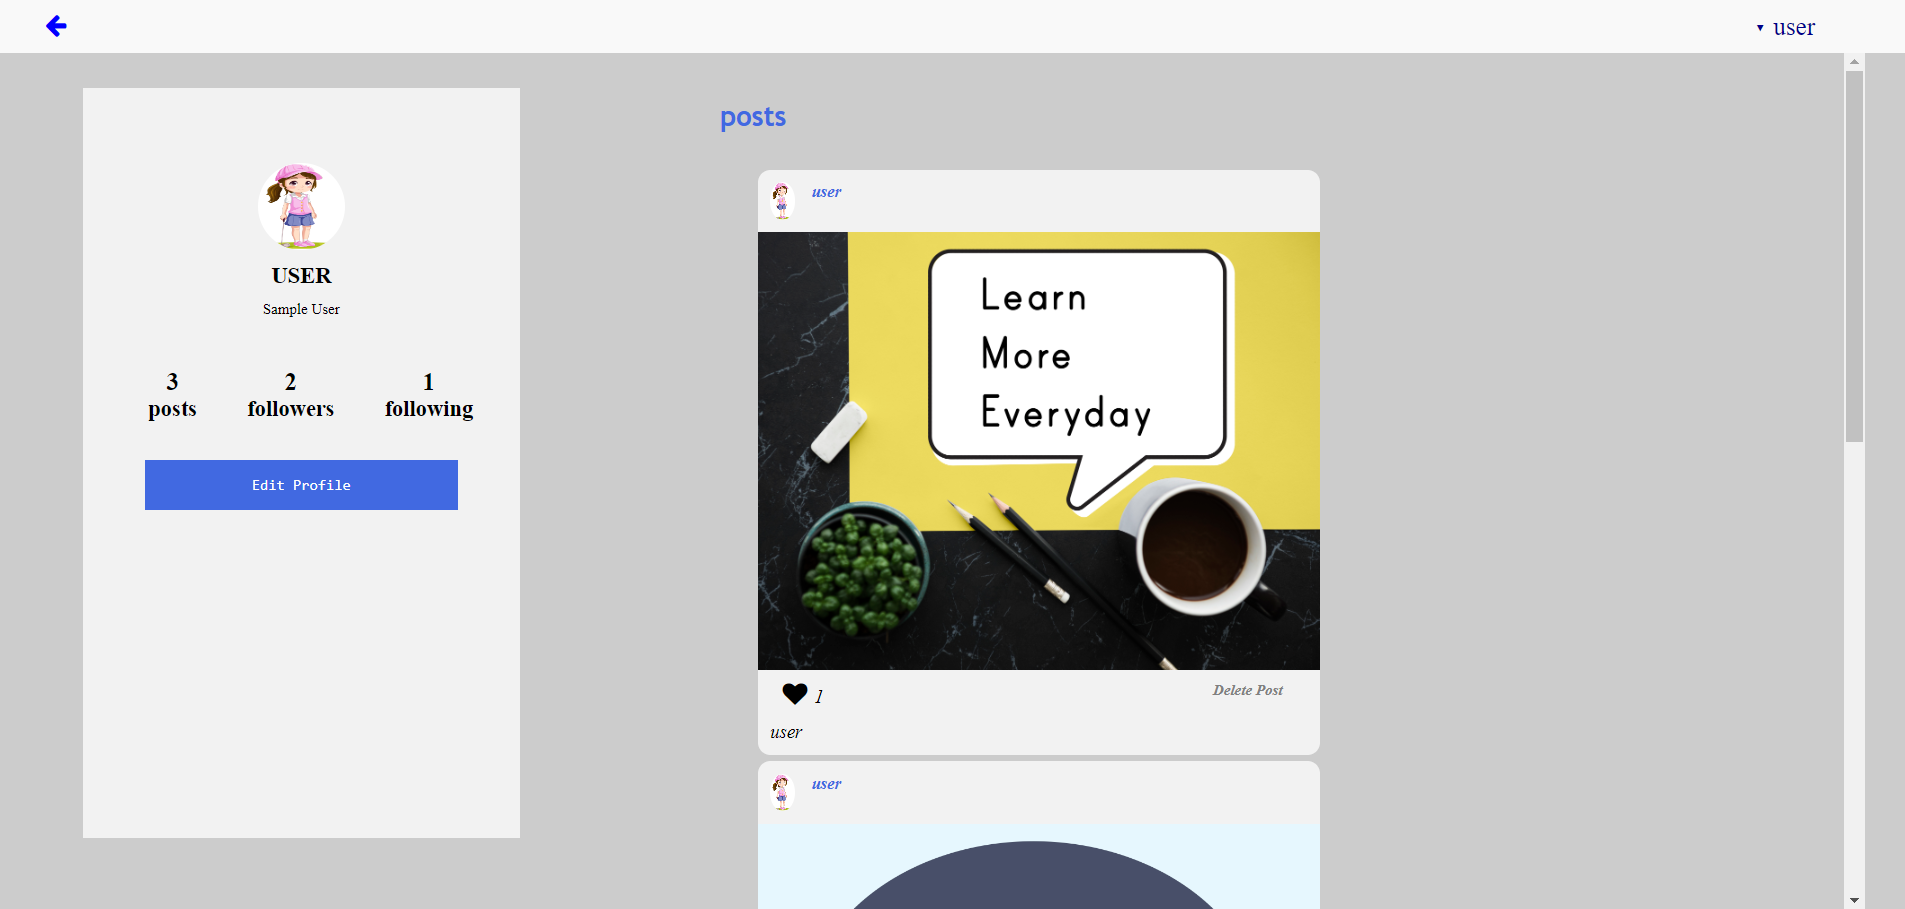 user
USER
Sample User
3 2 1
posts followers following
Edit Profile
posts
user
Learn
More
Everyday
1 Delete Post
user
user